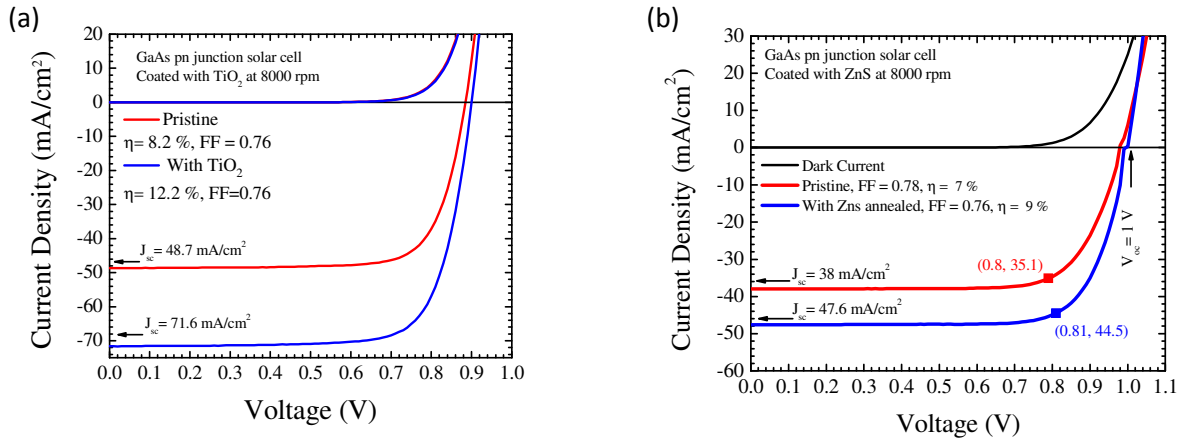 (a)
20
10
0
-10
-20
-30
-40
-50
-60
-70
Current Density (mA/cm²)
GaAs pn junction solar cell
Coated with TiO₂ at 8000 rpm
Pristine
η= 8.2 %, FF = 0.76
With TiO₂
η= 12.2 %, FF=0.76
J_sc= 48.7 mA/cm²
J_sc= 71.6 mA/cm²
0.0 0.1 0.2 0.3 0.4 0.5 0.6 0.7 0.8 0.9 1.0
Voltage (V)
(b)
30
20
10
0
-10
-20
-30
-40
-50
-60
Current Density (mA/cm²)
GaAs pn junction solar cell
Coated with ZnS at 8000 rpm
Dark Current
Pristine, FF = 0.78, η = 7 %
With Zns annealed, FF = 0.76, η = 9 %
V_oc = 1 V
(0.8, 35.1)
J_sc= 38 mA/cm²
J_sc= 47.6 mA/cm²
(0.81, 44.5)
0.0 0.1 0.2 0.3 0.4 0.5 0.6 0.7 0.8 0.9 1.0 1.1
Voltage (V)